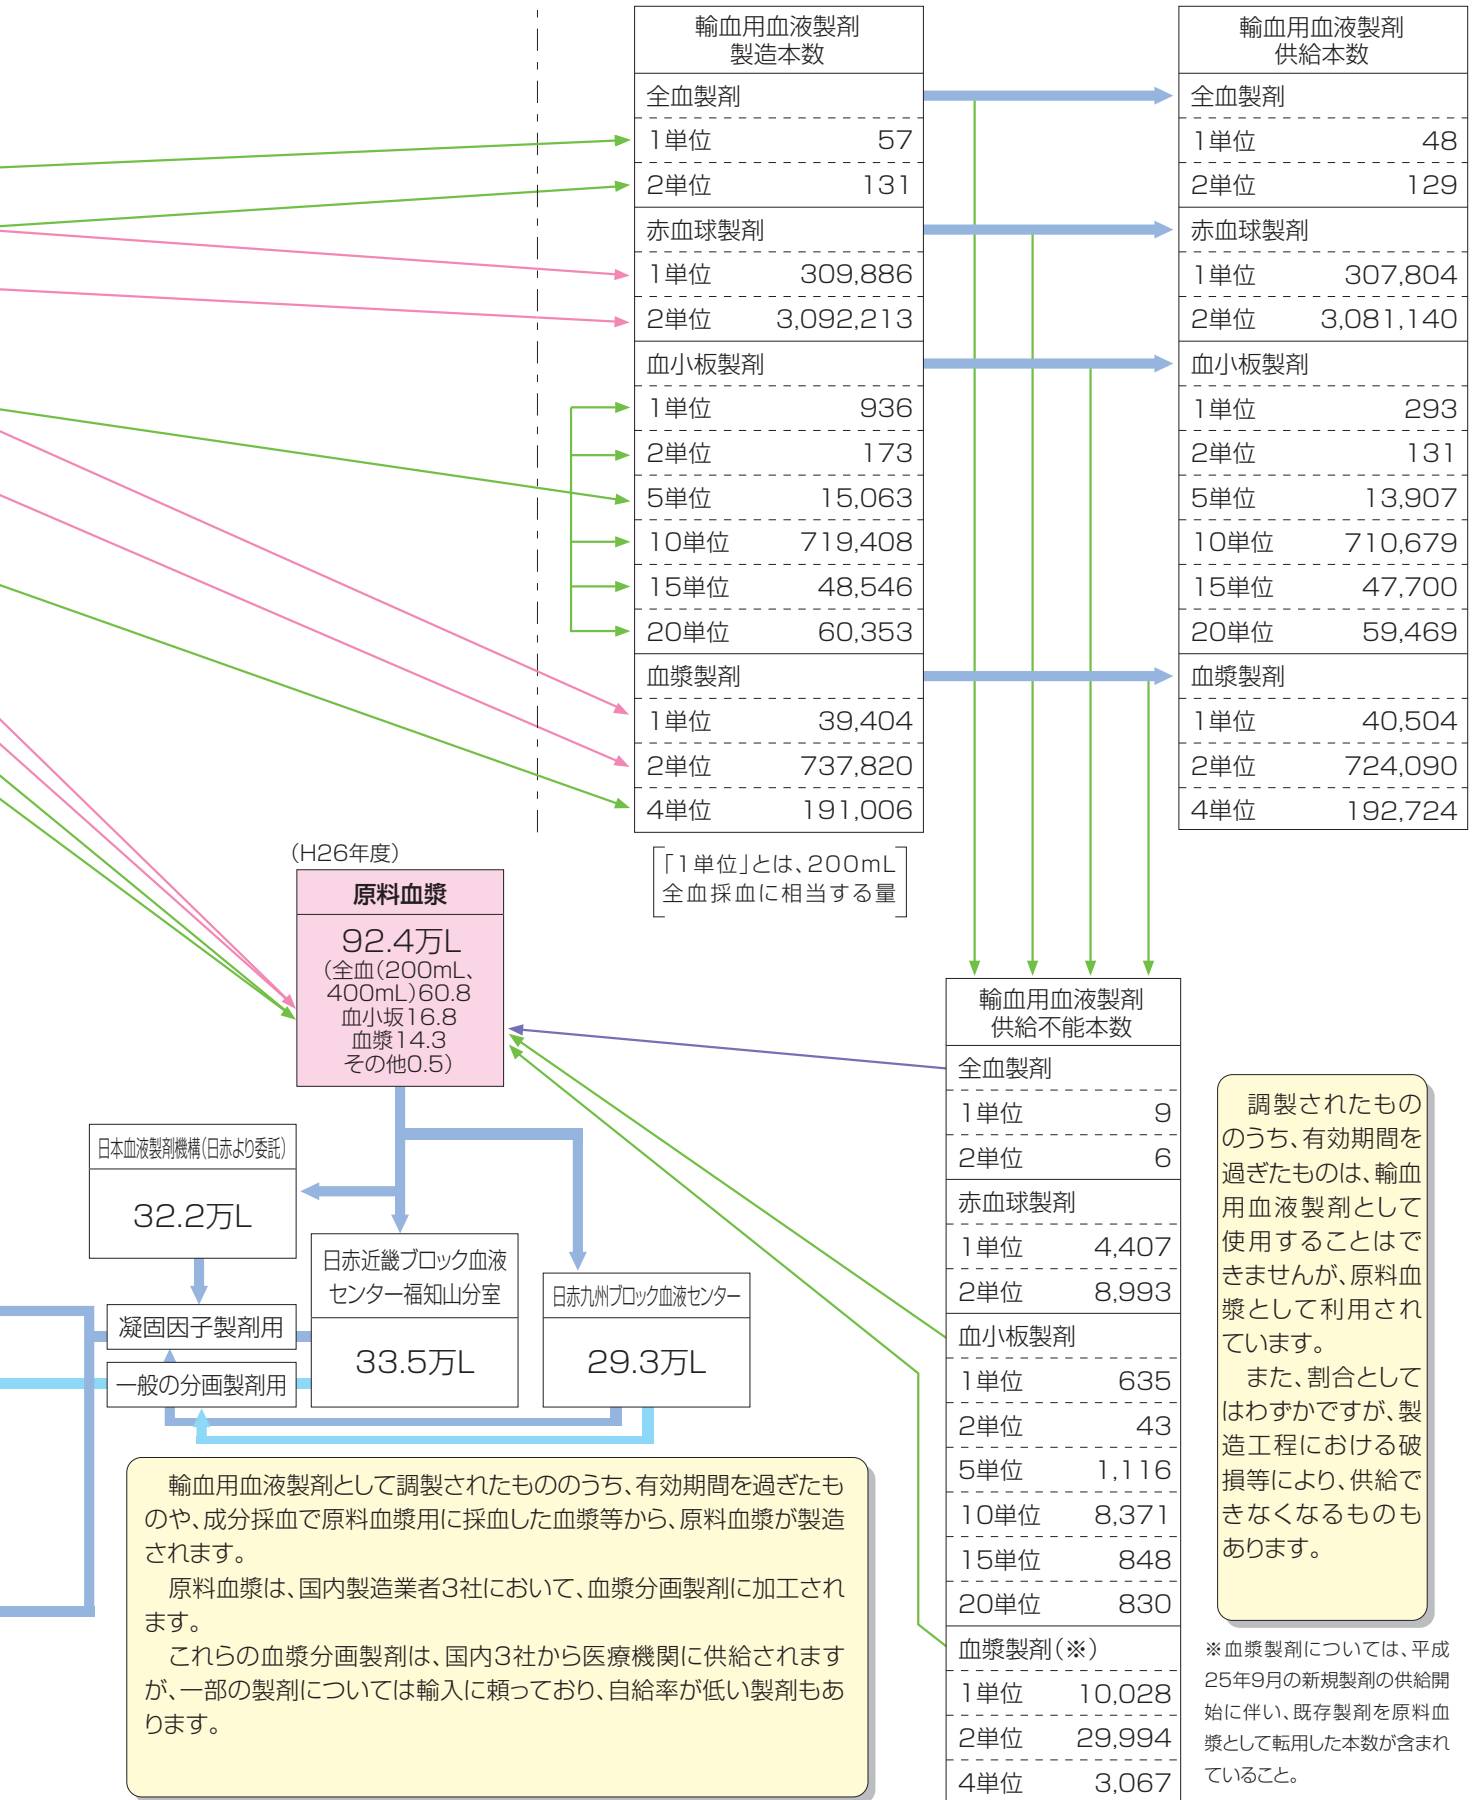 輸血用血液製剤
製造本数
全血製剤
1単位 57
2単位 131
赤血球製剤
1単位 309,886
2単位 3,092,213
血小板製剤
1単位 936
2単位 173
5単位 15,063
10単位 719,408
15単位 48,546
20単位 60,353
血漿製剤
1単位 39,404
2単位 737,820
4単位 191,006
「1単位」とは、200mL
全血採血に相当する量
輸血用血液製剤
供給本数
全血製剤
1単位 48
2単位 129
赤血球製剤
1単位 307,804
2単位 3,081,140
血小板製剤
1単位 293
2単位 131
5単位 13,907
10単位 710,679
15単位 47,700
20単位 59,469
血漿製剤
1単位 40,504
2単位 724,090
4単位 192,724
(H26年度)
原料血漿
92.4万L
(全血(200mL、
400mL)60.8
血小坂16.8
血漿14.3
その他0.5)
日本血液製剤機構(日赤より委託)
32.2万L
日赤近畿ブロック血液
センター福知山分室
33.5万L
日赤九州ブロック血液センター
29.3万L
凝固因子製剤用
一般の分画製剤用
輸血用血液製剤
供給不能本数
全血製剤
1単位 9
2単位 6
赤血球製剤
1単位 4,407
2単位 8,993
血小板製剤
1単位 635
2単位 43
5単位 1,116
10単位 8,371
15単位 848
20単位 830
血漿製剤(※)
1単位 10,028
2単位 29,994
4単位 3,067
調製されたもの
のうち、有効期間を
過ぎたものは、輸血
用血液製剤として
使用することはで
きませんが、原料血
漿として利用され
ています。
また、割合として
はわずかですが、製
造工程における破
損等により、供給で
きなくなるものも
あります。
※血漿製剤については、平成
25年9月の新規製剤の供給開
始に伴い、既存製剤を原料血
漿として転用した本数が含まれ
ていること。
輸血用血液製剤として調製されたもののうち、有効期間を過ぎたも
のや、成分採血で原料血漿用に採血した血漿等から、原料血漿が製造
されます。
原料血漿は、国内製造業者3社において、血漿分画製剤に加工され
ます。
これらの血漿分画製剤は、国内3社から医療機関に供給されます
が、一部の製剤については輸入に頼っており、自給率が低い製剤もあ
ります。